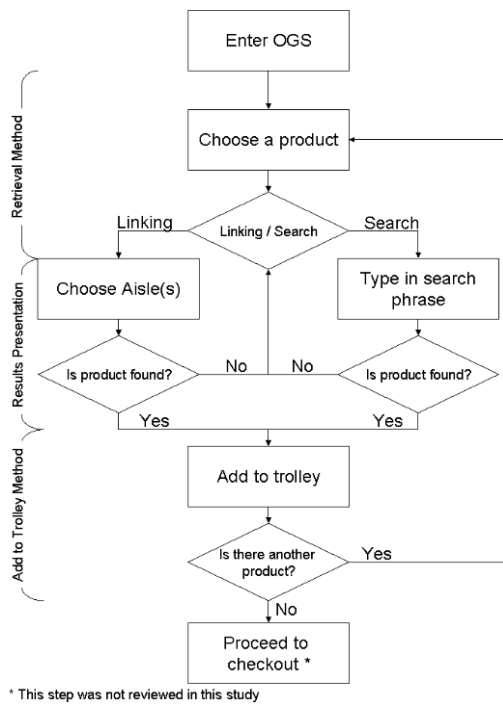 Enter OGS
Retrieval Method
Choose a product
Linking
Linking / Search
Search
Results Presentation
Choose Aisle(s)
Type in search
phrase
Is product found?
No
No
Is product found?
Yes
Yes
Add to Trolley Method
Add to trolley
Is there another
product?
Yes
No
Proceed to
checkout *
* This step was not reviewed in this study